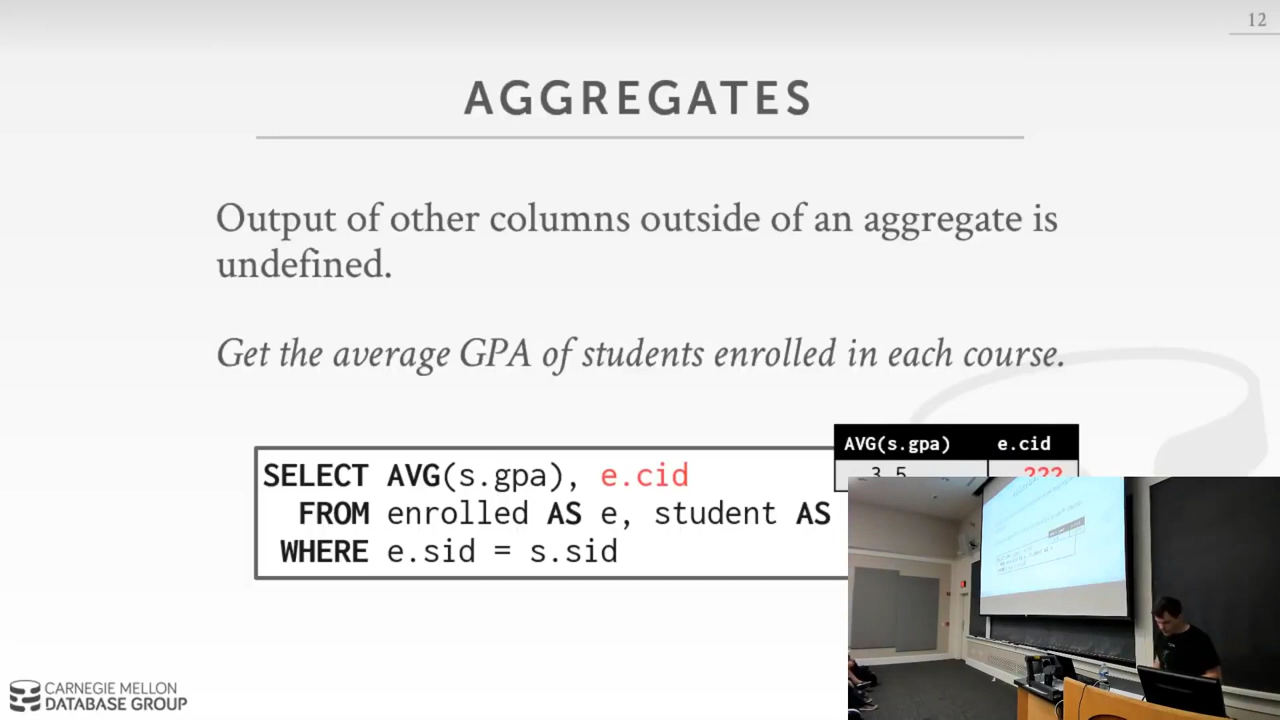 12
AGGREGATES
Output of other columns outside of an aggregate is
undefined.
Get the average GPA of students enrolled in each course.
AVG(s.gpa) e.cid
3.5 ???
SELECT AVG(s.gpa), e.cid
FROM enrolled AS e, student AS
WHERE e.sid = s.sid
CARNEGIE MELLON
DATABASE GROUP